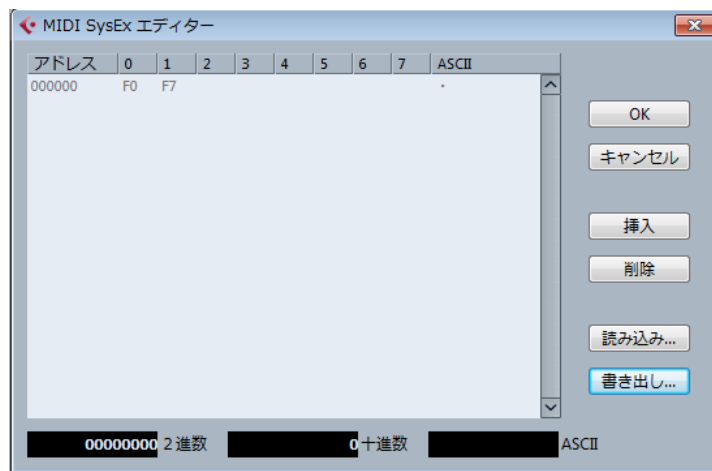 MIDI SysEx エディター
アドレス 0 1 2 3 4 5 6 7 ASCII
000000 F0 F7 .
OK
キャンセル
挿入
削除
読み込み...
書き出し...
00000000 2進数 0 十進数 ASCII